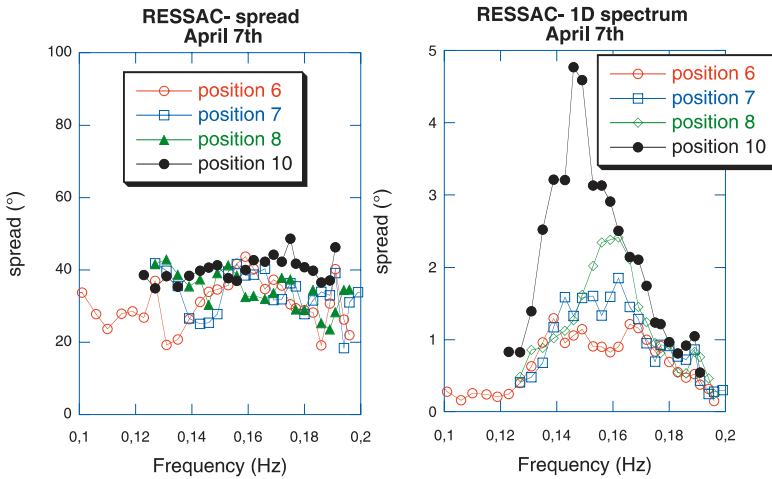 RESSAC- spread
April 7th
100
80
60
40
20
0
0,1
0,12
0,14
0,16
0,18
0,2
spread (°)
Frequency (Hz)
position 6
position 7
position 8
position 10
RESSAC- 1D spectrum
April 7th
5
4
3
2
1
0
0,1
0,12
0,14
0,16
0,18
0,2
spread (°)
Frequency (Hz)
position 6
position 7
position 8
position 10